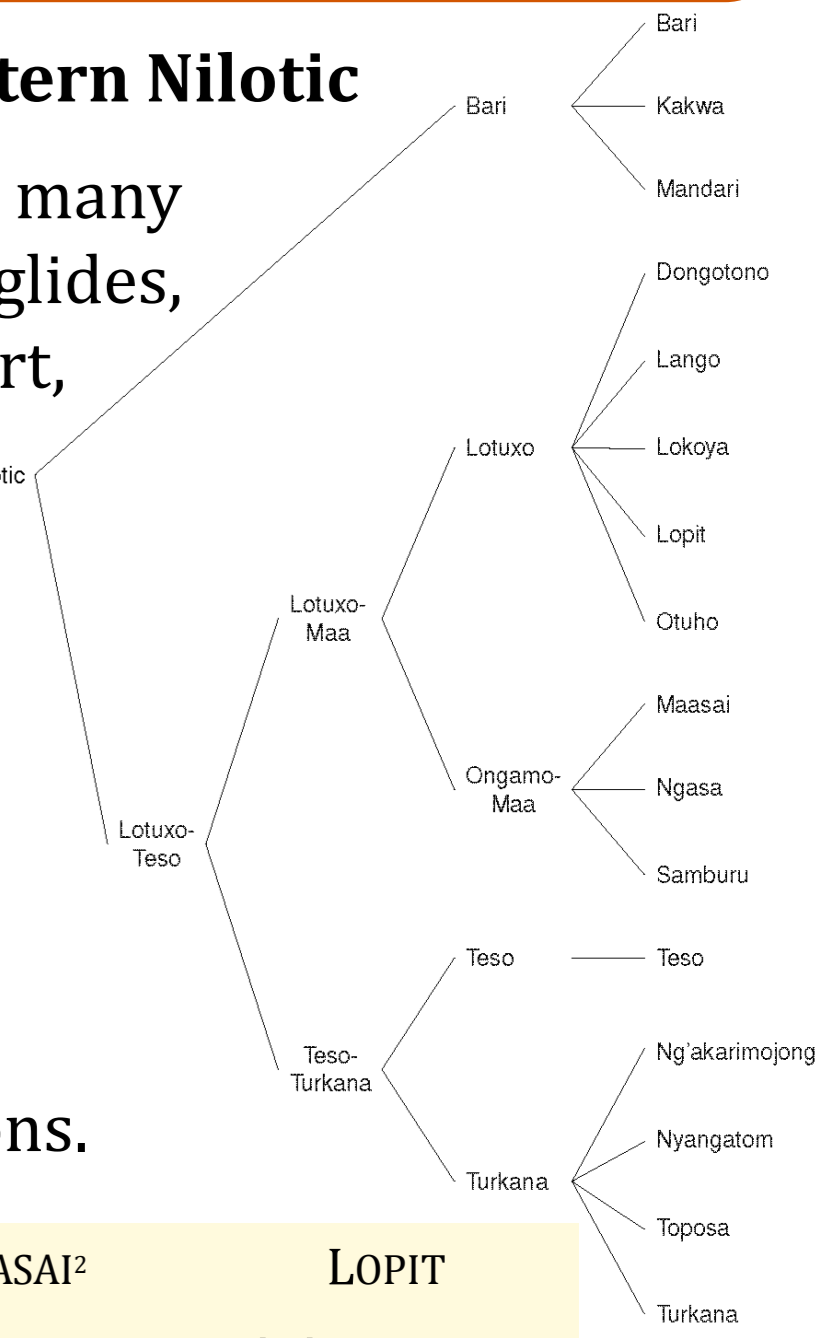 tern Nilotic
many
glides,
rt,
otic
Bari
Bari
Kakwa
Mandari
Lotuxo-
Teso
Lotuxo-
Maa
Lotuxo
Dongotono
Lango
Lokoya
Lopit
Otuho
Ongamo-
Maa
Maasai
Ngasa
Samburu
Teso-
Turkana
Teso
Teso
Turkana
Ng'akarimojong
Nyangatom
Toposa
Turkana
ns.
ASAI² LOPIT